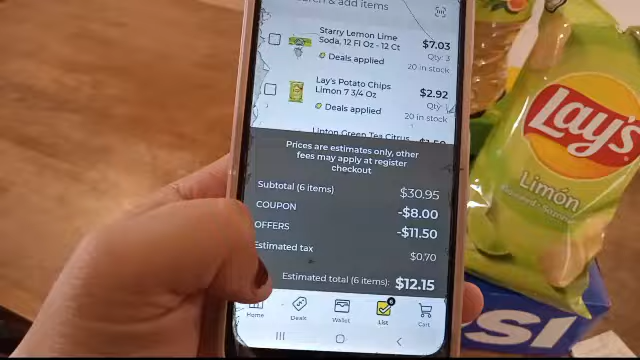 Search & add items
Starry Lemon Lime
Soda, 12 Fl Oz - 12 Ct
$7.03
Qty: 3
Deals applied
20 in stock
Lay's Potato Chips
Limon 7 3/4 Oz
$2.92
Qty:
Deals applied
20 in stock
Lipton Green Tea Citrus
Prices are estimates only, other
fees may apply at register
checkout
Subtotal (6 items)
$30.95
COUPON
-$8.00
OFFERS
-$11.50
Estimated tax
$0.70
Estimated total (6 items):
$12.15
Home
Deals
Wallet
List
6
Cart
Lay's
Limón
SI